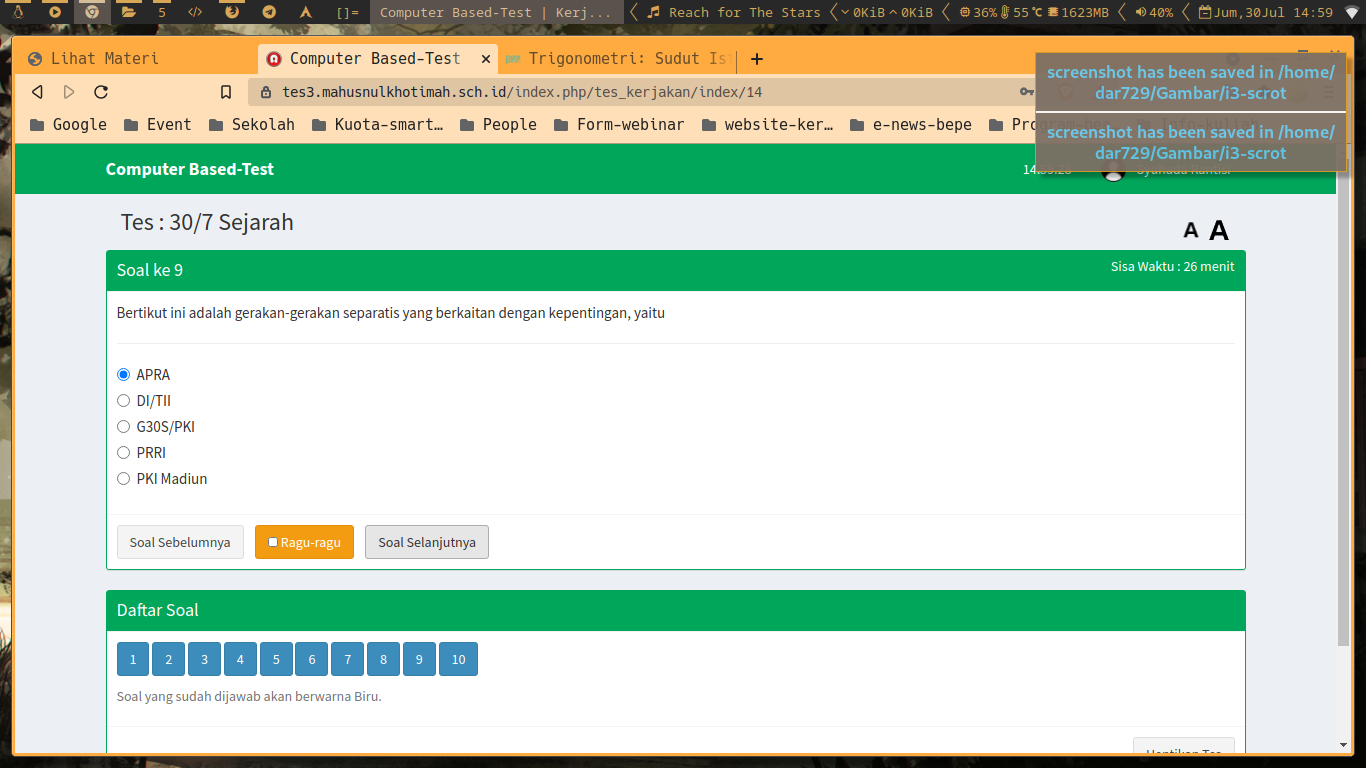 5 </> []= Computer Based-Test | Kerj... Reach for The Stars 0KiB 0KiB 36% 55℃ 1623MB 40% Jum,30Jul 14:59
Lihat Materi Computer Based-Test Trigonometri: Sudut Is
tes3.mahusnulkhotimah.sch.id/index.php/tes_kerjakan/index/14
Google Event Sekolah Kuota-smart... People Form-webinar website-ker... e-news-bepe
screenshot has been saved in /home/
dar729/Gambar/i3-scrot
screenshot has been saved in /home/
dar729/Gambar/i3-scrot
Computer Based-Test
Tes : 30/7 Sejarah
A A
Soal ke 9 Sisa Waktu : 26 menit
Bertikut ini adalah gerakan-gerakan separatis yang berkaitan dengan kepentingan, yaitu
APRA
DI/TII
G30S/PKI
PRRI
PKI Madiun
Soal Sebelumnya Ragu-ragu Soal Selanjutnya
Daftar Soal
1 2 3 4 5 6 7 8 9 10
Soal yang sudah dijawab akan berwarna Biru.